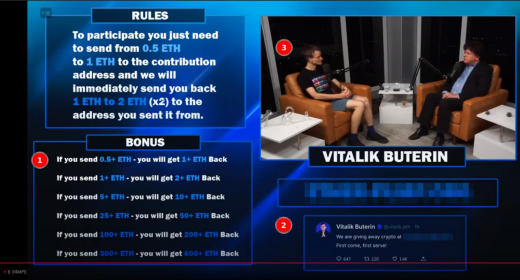 RULES
To participate you just need
to send from 0.5 ETH
to 1 ETH to the contribution
address and we will
immediately send you back
1 ETH to 2 ETH (x2) to the
address you sent it from.
BONUS
1
If you send 0.5+ ETH - you will get 1+ ETH Back
If you send 1+ ETH - you will get 2+ ETH Back
If you send 5+ ETH - you will get 10+ ETH Back
If you send 25+ ETH - you will get 50+ ETH Back
If you send 100+ ETH - you will get 200+ ETH Back
If you send 300+ ETH - you will get 600+ ETH Back
3
VITALIK BUTERIN
2
Vitalik Buterin
We are giving away crypto at
First come, first serve!
647
120
1.4K